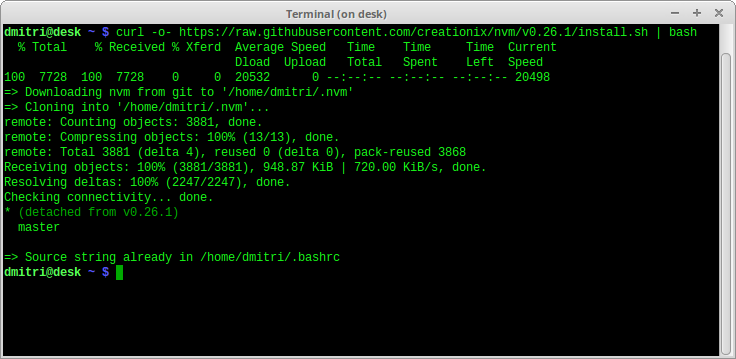 Terminal (on desk)
dmitri@desk ~ $ curl -o- https://raw.githubusercontent.com/creationix/nvm/v0.26.1/install.sh | bash
  % Total    % Received % Xferd  Average Speed   Time    Time     Time  Current
                                 Dload  Upload   Total   Spent    Left  Speed
100  7728  100  7728    0     0  20532      0 --:--:-- --:--:-- --:--:-- 20498
=> Downloading nvm from git to '/home/dmitri/.nvm'
=> Cloning into '/home/dmitri/.nvm'...
remote: Counting objects: 3881, done.
remote: Compressing objects: 100% (13/13), done.
remote: Total 3881 (delta 4), reused 0 (delta 0), pack-reused 3868
Receiving objects: 100% (3881/3881), 948.87 KiB | 720.00 KiB/s, done.
Resolving deltas: 100% (2247/2247), done.
Checking connectivity... done.
* (detached from v0.26.1)
  master
=> Source string already in /home/dmitri/.bashrc
dmitri@desk ~ $